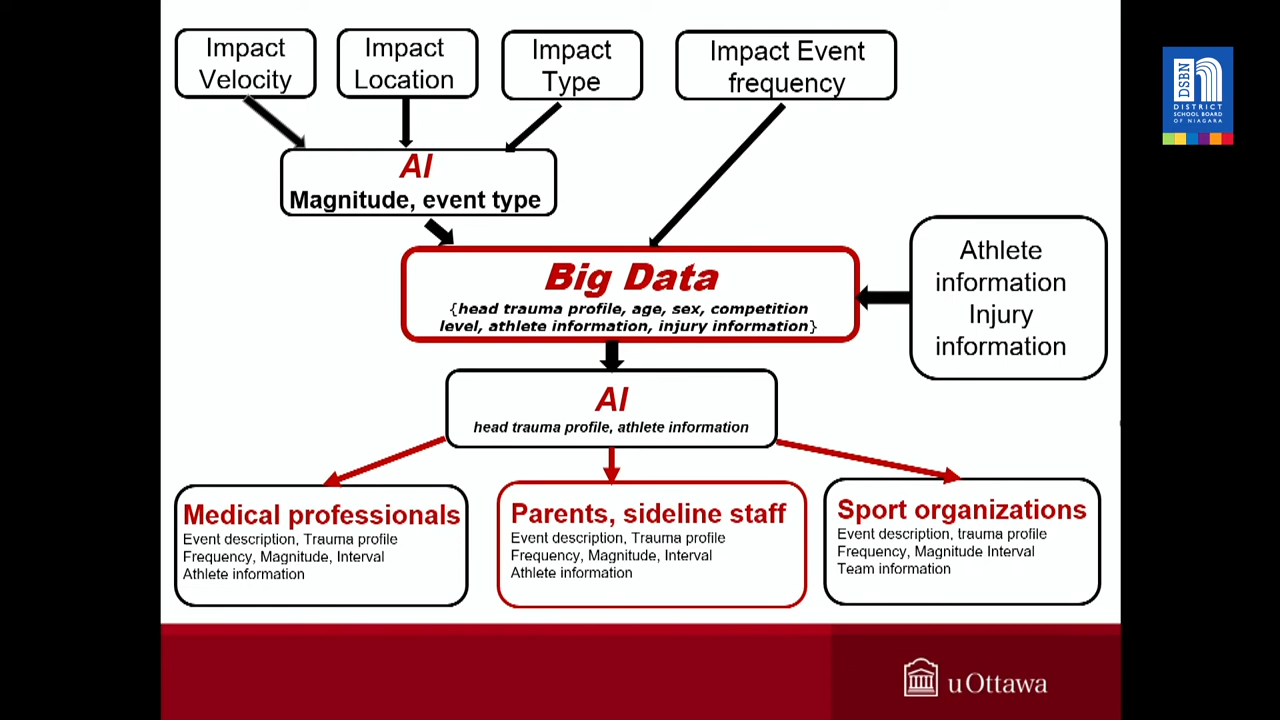 Impact
Velocity
Impact
Location
Impact
Type
Impact Event
frequency
DSBN
DISTRICT
SCHOOL BOARD
OF NIAGARA
AI
Magnitude, event type
Big Data
{head trauma profile, age, sex, competition
level, athlete information, injury information}
Athlete
information
Injury
information
AI
head trauma profile, athlete information
Medical professionals
Event description, Trauma profile
Frequency, Magnitude, Interval
Athlete information
Parents, sideline staff
Event description, Trauma profile
Frequency, Magnitude, Interval
Athlete information
Sport organizations
Event description, trauma profile
Frequency, Magnitude Interval
Team information
uOttawa